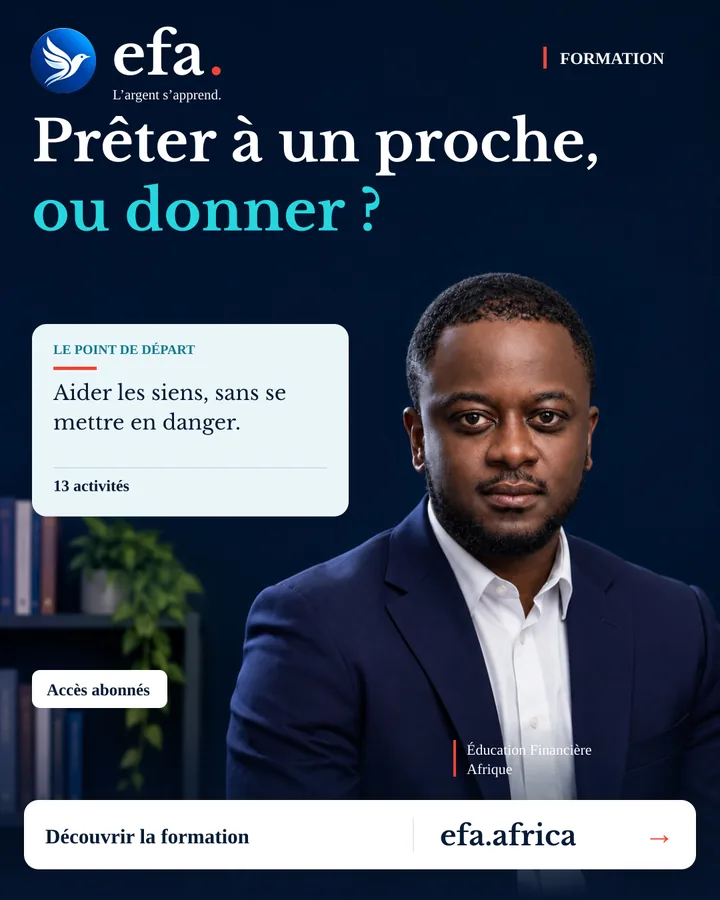 efa.
L’argent s’apprend.
FORMATION
Prêter à un proche,
ou donner ?
LE POINT DE DÉPART
Aider les siens, sans se
mettre en danger.
13 activités
Accès abonnés
Éducation Financière
Afrique
Découvrir la formation
efa.africa →